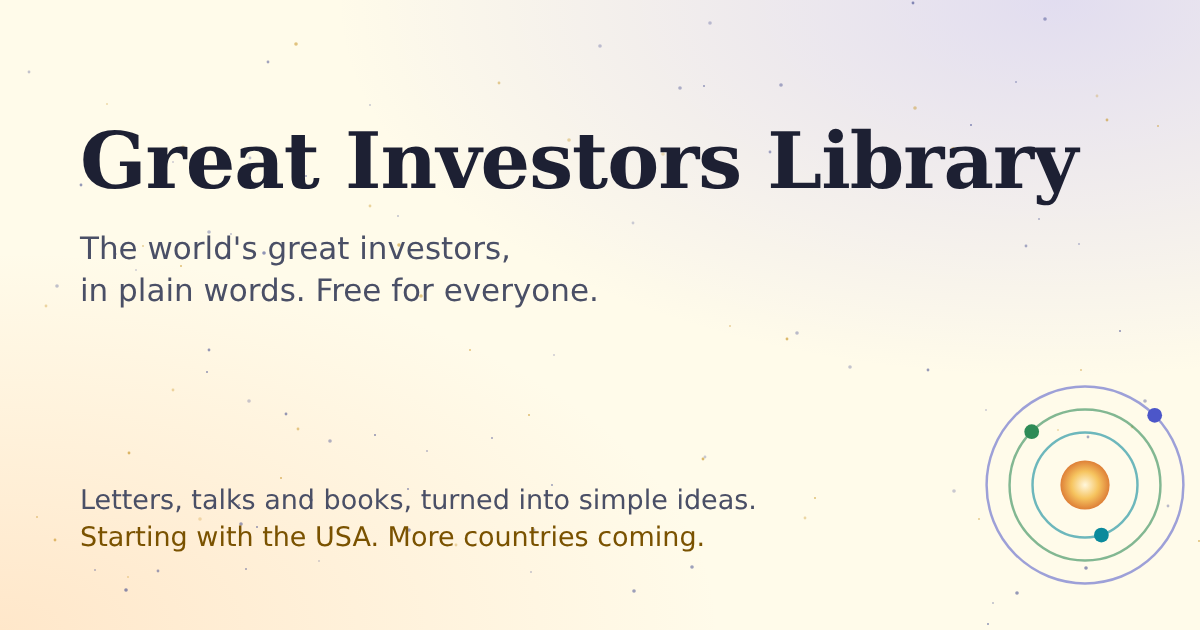 Great Investors Library
The world's great investors,
in plain words. Free for everyone.
Letters, talks and books, turned into simple ideas.
Starting with the USA. More countries coming.